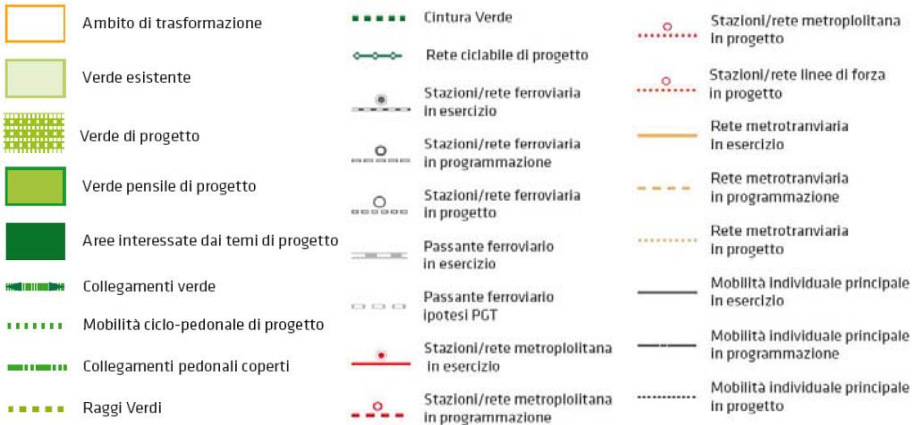 Ambito di trasformazione
Verde esistente
Verde di progetto
Verde pensile di progetto
Aree interessate dai temi di progetto
Collegamenti verde
Mobilità ciclo-pedonale di progetto
Collegamenti pedonali coperti
Raggi Verdi
Cintura Verde
Rete ciclabile di progetto
Stazioni/rete ferroviaria
in esercizio
Stazioni/rete ferroviaria
in programmazione
Stazioni/rete ferroviaria
in progetto
Passante ferroviario
in esercizio
Passante ferroviario
ipotesi PGT
Stazioni/rete metroplolitana
in esercizio
Stazioni/rete metroplolitana
in programmazione
Stazioni/rete metroplolitana
in progetto
Stazioni/rete linee di forza
in progetto
Rete metrotranviaria
in esercizio
Rete metrotranviaria
in programmazione
Rete metrotranviaria
in progetto
Mobilità individuale principale
in esercizio
Mobilità individuale principale
in programmazione
Mobilità individuale principale
in progetto